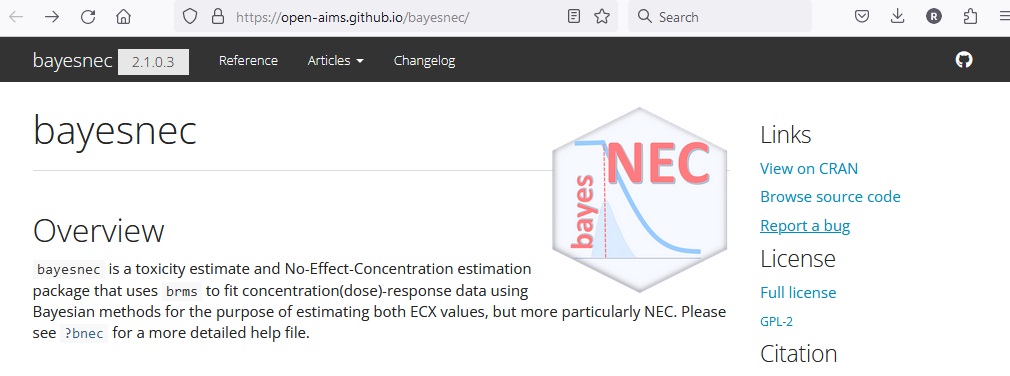 https://open-aims.github.io/bayesnec/
Search
R
bayesnec 2.1.0.3 Reference Articles Changelog
bayesnec
NEC
bayes
Overview
bayesnec is a toxicity estimate and No-Effect-Concentration estimation
package that uses brms to fit concentration(dose)-response data using
Bayesian methods for the purpose of estimating both ECX values, but more particularly NEC. Please
see ?bnec for a more detailed help file.
Links
View on CRAN
Browse source code
Report a bug
License
Full license
GPL-2
Citation